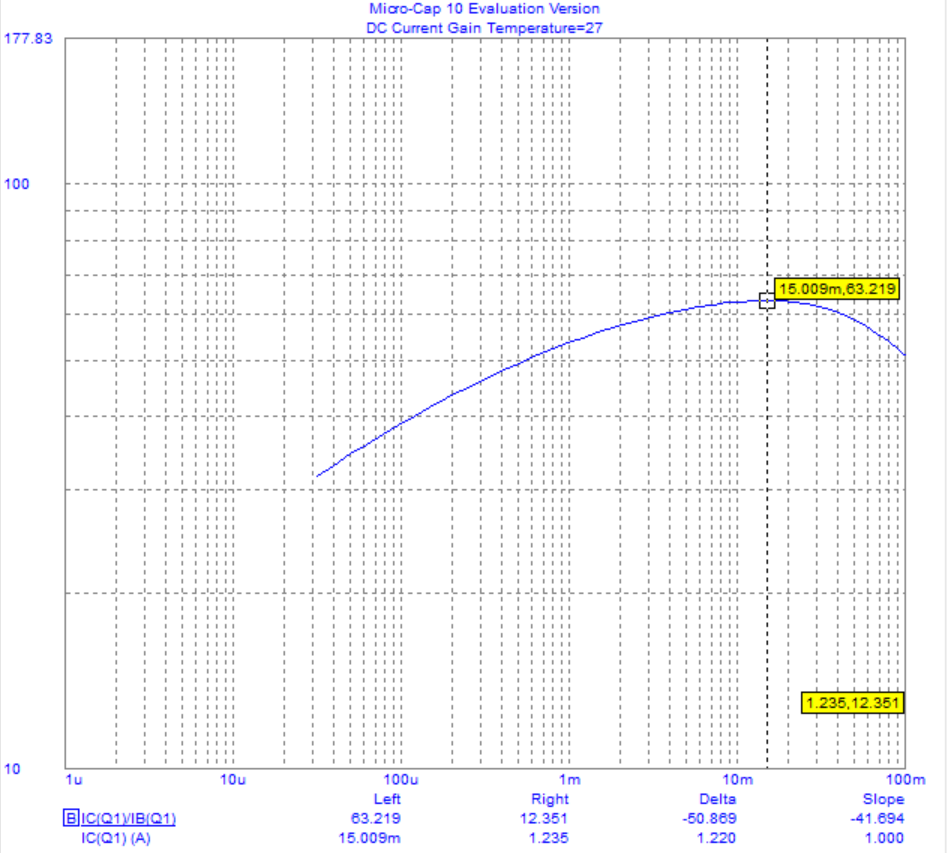 Micro-Cap 10 Evaluation Version
DC Current Gain Temperature=27
177.83
100
15.009m,63.219
1.235,12.351
10
1u 10u 100u 1m 10m 100m
Left Right Delta Slope
B IC(Q1)/IB(Q1) 63.219 12.351 -50.869 -41.694
IC(Q1) (A) 15.009m 1.235 1.220 1.000